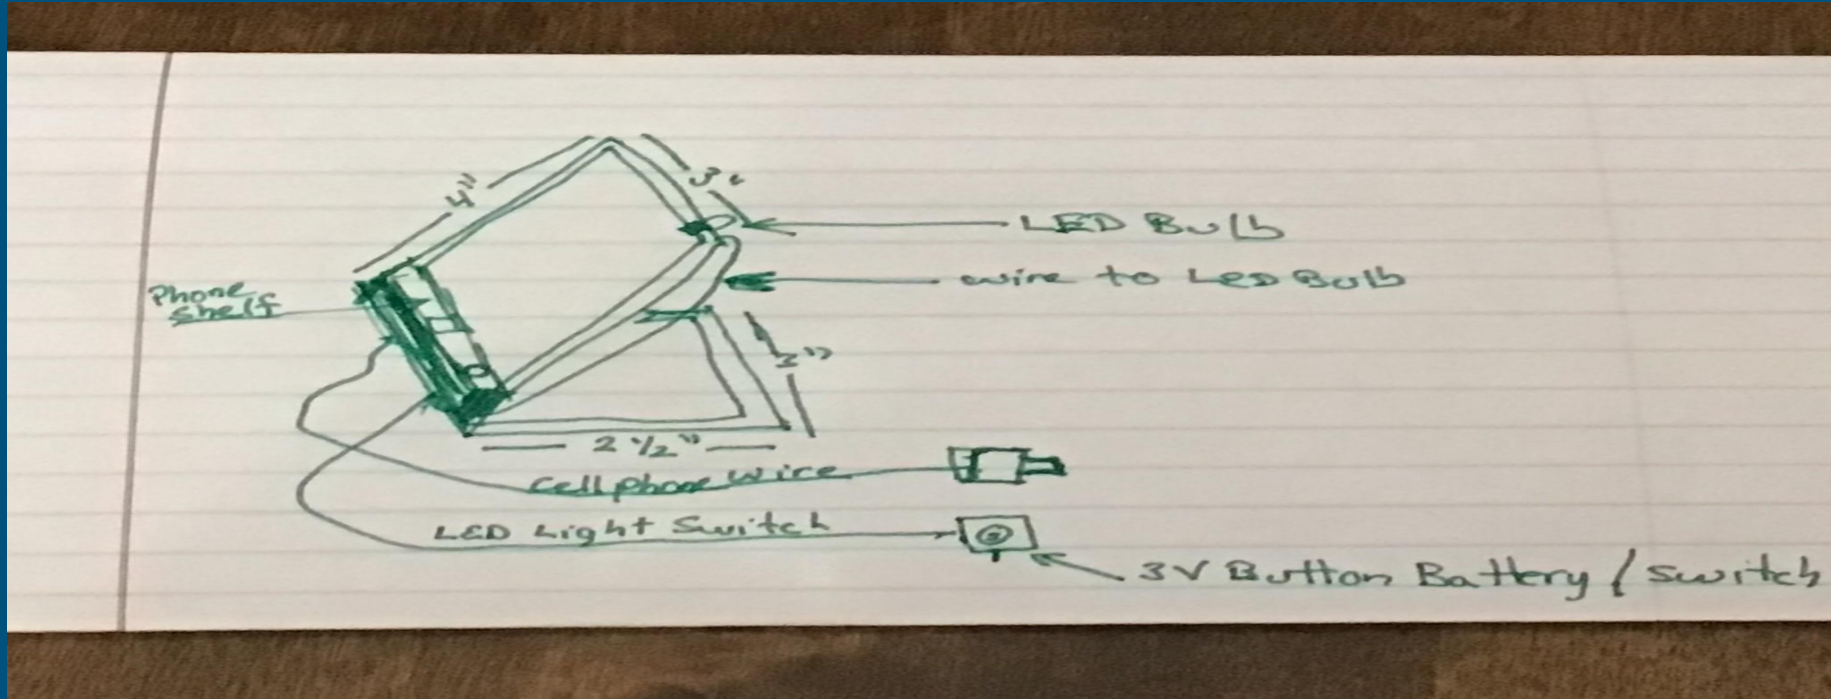 4"
3"
LED Bulb
wire to Led Bulb
Phone
Shelf
2 1/2"
Cellphone Wire
LED Light Switch
3V Button Battery / Switch